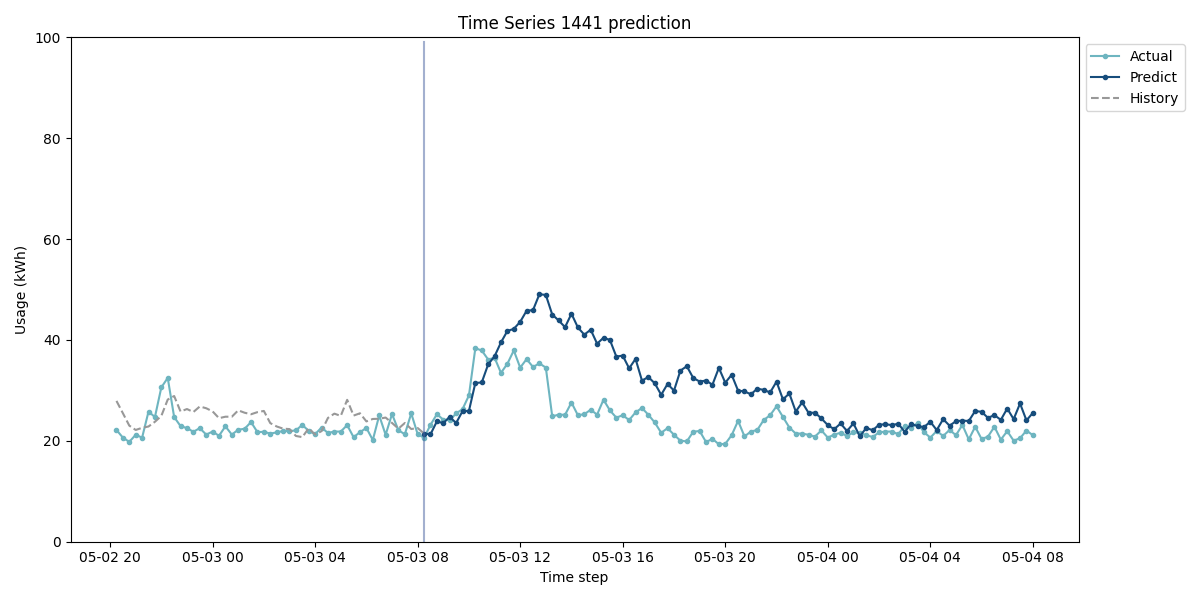 Time Series 1441 prediction
100
80
60
40
20
0
Usage (kWh)
05-02 20
05-03 00
05-03 04
05-03 08
05-03 12
05-03 16
05-03 20
05-04 00
05-04 04
05-04 08
Time step
Actual
Predict
History